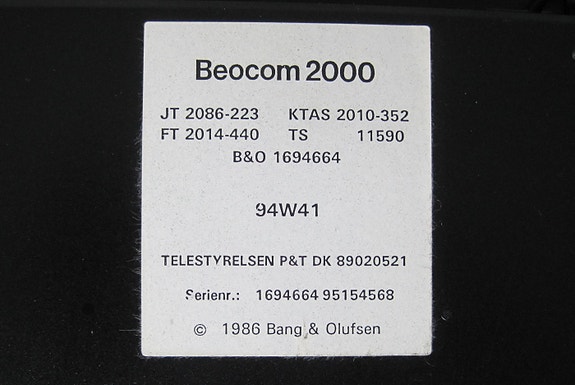 Beocom 2000
JT 2086-223 KTAS 2010-352
FT 2014-440 TS 11590
B&O 1694664
94W41
TELESTYRELSEN P&T DK 89020521
Serienr.: 1694664 95154568
© 1986 Bang & Olufsen